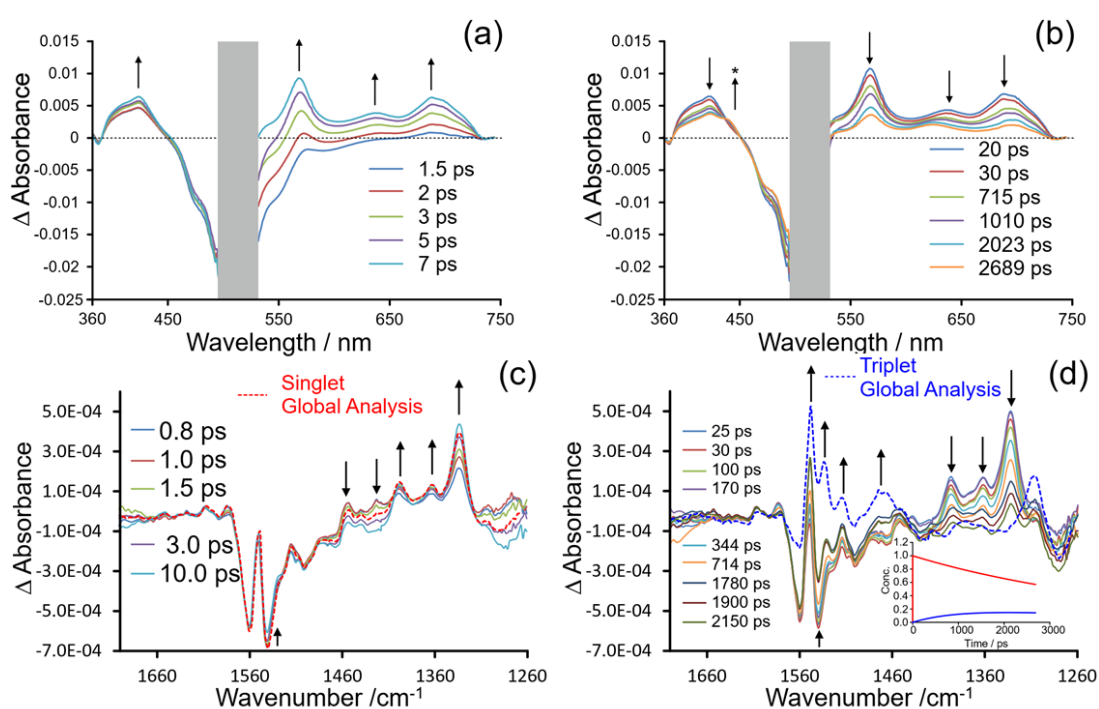 (a)
0.015
0.01
0.005
0
-0.005
-0.01
-0.015
-0.02
-0.025
Δ Absorbance
1.5 ps
2 ps
3 ps
5 ps
7 ps
360 450 550 650 750
Wavelength / nm
(b)
0.015
0.01
0.005
0
-0.005
-0.01
-0.015
-0.02
-0.025
Δ Absorbance
*
20 ps
30 ps
715 ps
1010 ps
2023 ps
2689 ps
360 450 550 650 750
Wavelength / nm
(c)
5.0E-04
3.0E-04
1.0E-04
-1.0E-04
-3.0E-04
-5.0E-04
-7.0E-04
Δ Absorbance
Singlet
Global Analysis
0.8 ps
1.0 ps
1.5 ps
3.0 ps
10.0 ps
1660 1560 1460 1360 1260
Wavenumber /cm-1
(d)
5.0E-04
3.0E-04
1.0E-04
-1.0E-04
-3.0E-04
-5.0E-04
-7.0E-04
Δ Absorbance
Triplet
Global Analysis
25 ps
30 ps
100 ps
170 ps
344 ps
714 ps
1780 ps
1900 ps
2150 ps
1.2
1.0
0.8
0.6
0.4
0.2
0.0
Conc.
0 1000 2000 3000
Time / ps
1660 1560 1460 1360 1260
Wavenumber /cm-1